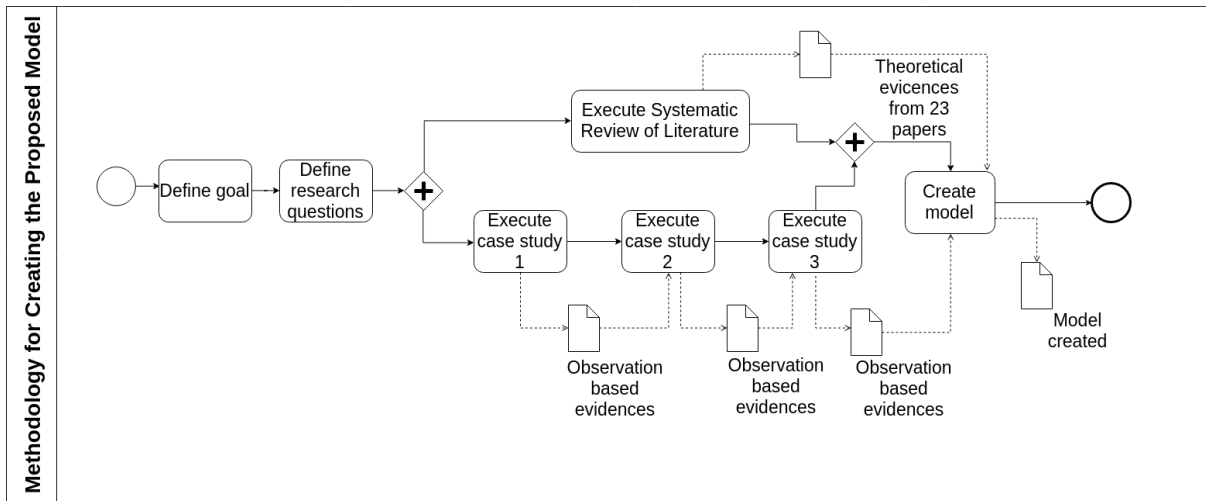 Methodology for Creating the Proposed Model
Define goal
Define
research
questions
Execute Systematic
Review of Literature
Theoretical
evicences
from 23
papers
Execute
case study
1
Execute
case study
2
Execute
case study
3
Create
model
Observation
based
evidences
Observation
based
evidences
Observation
based
evidences
Model
created